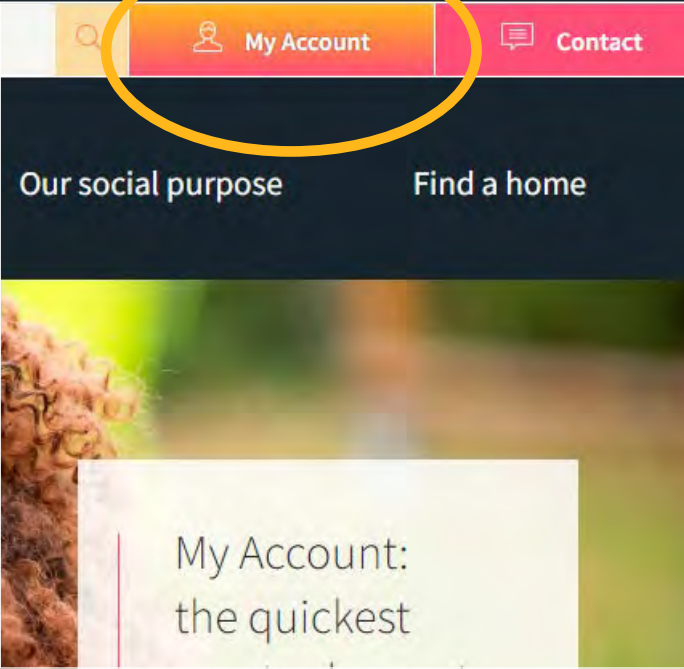 My Account
Contact
Our social purpose
Find a home
My Account:
the quickest